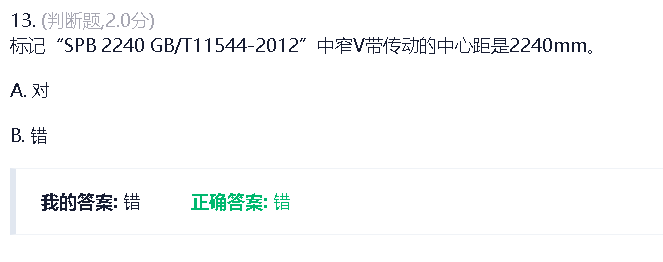 13. (判断题,2.0分)
标记“SPB 2240 GB/T11544-2012”中窄V带传动的中心距是2240mm。
A. 对
B. 错
我的答案: 错 正确答案: 错